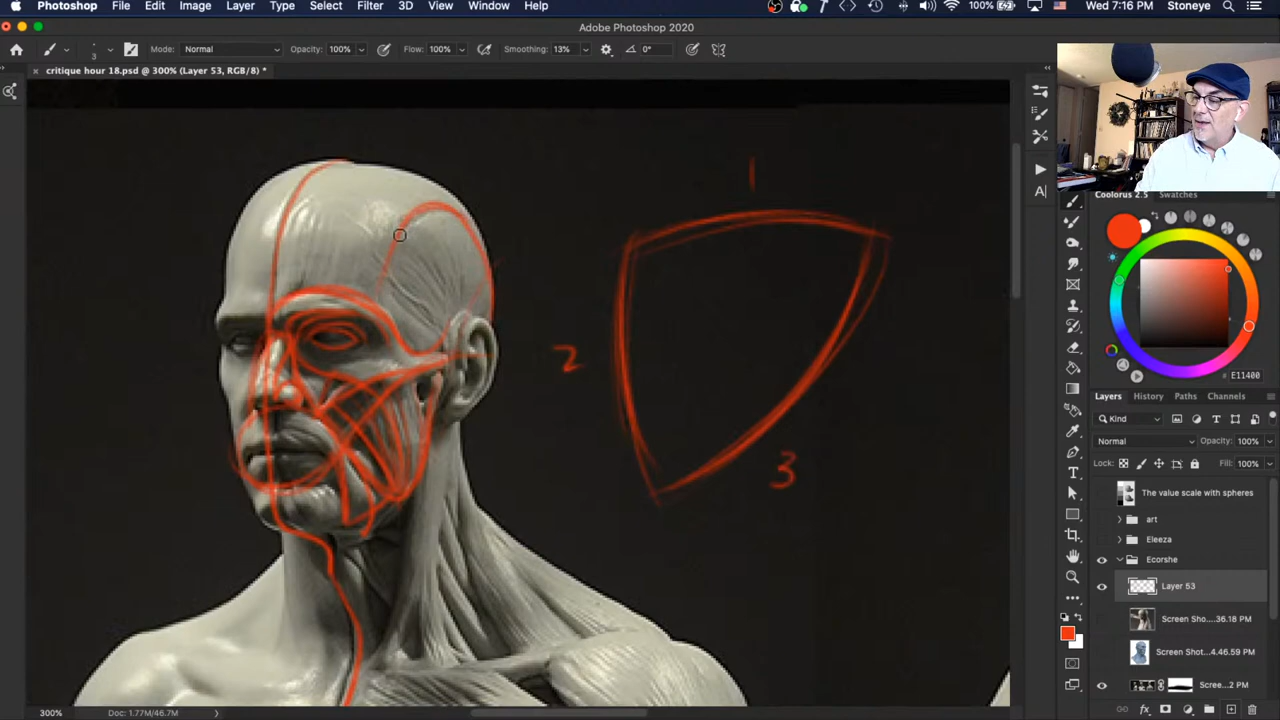 Photoshop File Edit Image Layer Type Select Filter 3D View Window Help 100% Wed 7:16 PM Stoneye
Adobe Photoshop 2020
3 Mode: Normal Opacity: 100% Flow: 100% Smoothing: 13% 0°
critique hour 18.psd @ 300% (Layer 53, RGB/8) *
1
2
3
A
Coolorus 2.5 Swatches
# E11400
Layers History Paths Channels
Kind
Normal Opacity: 100%
Lock: Fill: 100%
The value scale with spheres
art
Eleeza
Ecorshe
Layer 53
Screen Sho...36.18 PM
Screen Shot...4.46.59 PM
Scree...2 PM
fx
300% Doc: 1.77M/46.7M